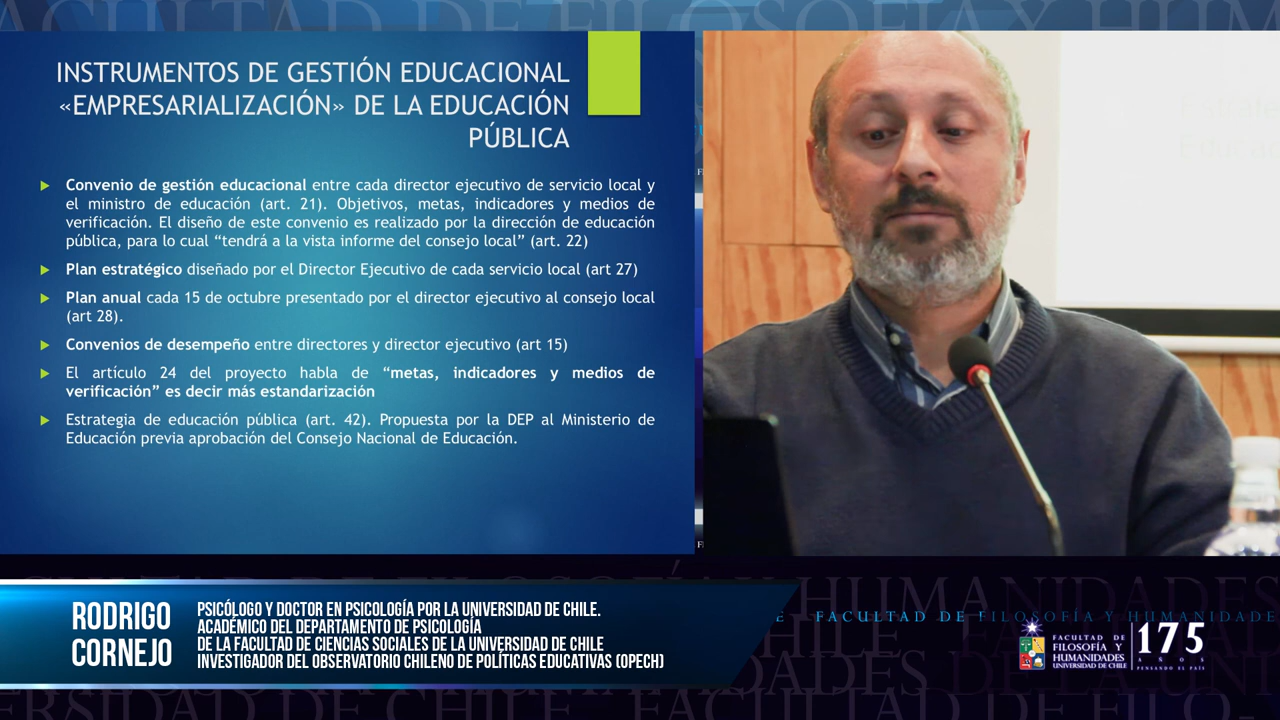 INSTRUMENTOS DE GESTIÓN EDUCACIONAL
«EMPRESARIALIZACIÓN» DE LA EDUCACIÓN
PÚBLICA
Convenio de gestión educacional entre cada director ejecutivo de servicio local y
el ministro de educación (art. 21). Objetivos, metas, indicadores y medios de
verificación. El diseño de este convenio es realizado por la dirección de educación
pública, para lo cual “tendrá a la vista informe del consejo local” (art. 22)
Plan estratégico diseñado por el Director Ejecutivo de cada servicio local (art 27)
Plan anual cada 15 de octubre presentado por el director ejecutivo al consejo local
(art 28).
Convenios de desempeño entre directores y director ejecutivo (art 15)
El artículo 24 del proyecto habla de “metas, indicadores y medios de
verificación” es decir más estandarización
Estrategia de educación pública (art. 42). Propuesta por la DEP al Ministerio de
Educación previa aprobación del Consejo Nacional de Educación.
RODRIGO
CORNEJO
PSICÓLOGO Y DOCTOR EN PSICOLOGÍA POR LA UNIVERSIDAD DE CHILE.
ACADÉMICO DEL DEPARTAMENTO DE PSICOLOGÍA
DE LA FACULTAD DE CIENCIAS SOCIALES DE LA UNIVERSIDAD DE CHILE
INVESTIGADOR DEL OBSERVATORIO CHILENO DE POLÍTICAS EDUCATIVAS (OPECH)
FACULTAD DE FILOSOFÍA Y HUMANIDADES
FACULTAD DE
FILOSOFÍA Y
HUMANIDADES
UNIVERSIDAD DE CHILE
175
AÑOS
PENSANDO EL PAÍS